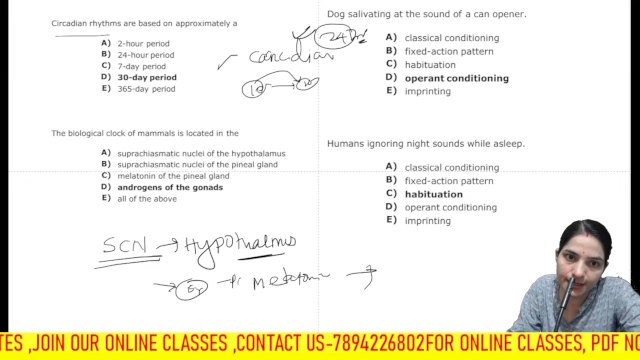 Circadian rhythms are based on approximately a
A) 2-hour period
B) 24-hour period
C) 7-day period
D) 30-day period
E) 365-day period
The biological clock of mammals is located in the
A) suprachiasmatic nuclei of the hypothalamus
B) suprachiasmatic nuclei of the pineal gland
C) melatonin of the pineal gland
D) androgens of the gonads
E) all of the above
SCN → Hypothalmus
Dog salivating at the sound of a can opener.
A) classical conditioning
B) fixed-action pattern
C) habituation
D) operant conditioning
E) imprinting
Humans ignoring night sounds while asleep.
A) classical conditioning
B) fixed-action pattern
C) habituation
D) operant conditioning
E) imprinting
TES ,JOIN OUR ONLINE CLASSES ,CONTACT US-7894226802FOR ONLINE CLASSES, PDF NO